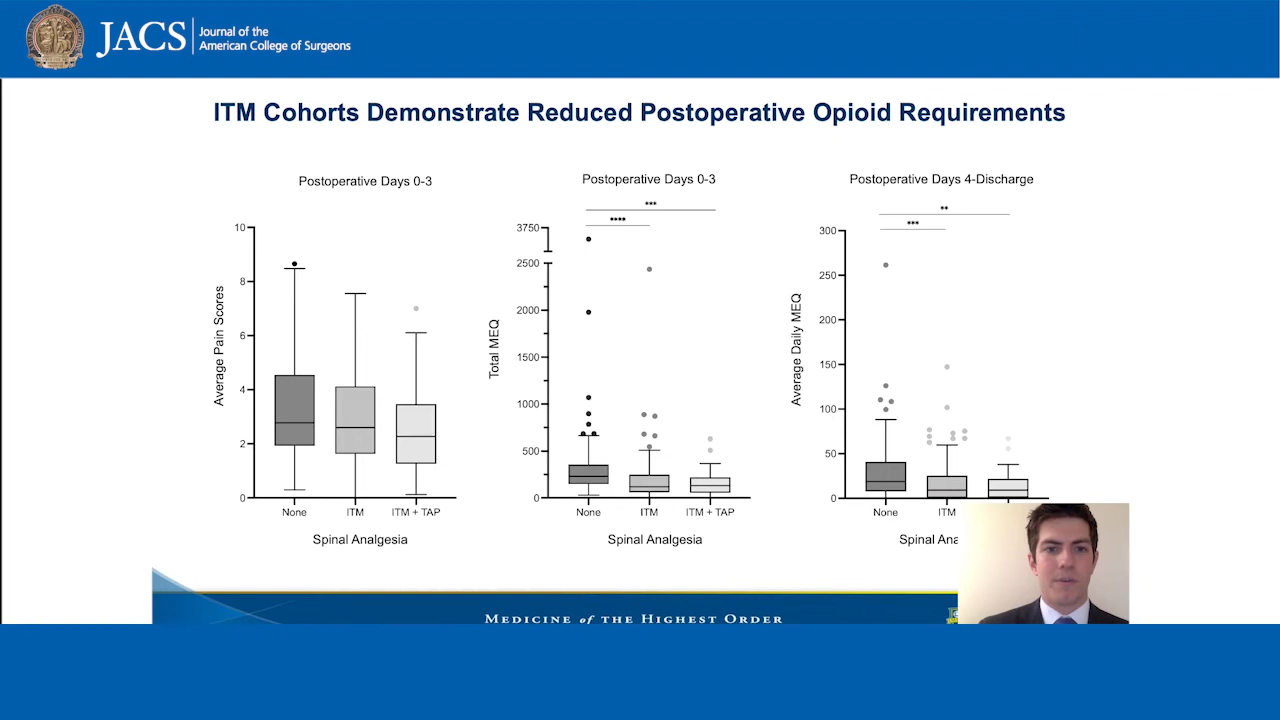 JACS
Journal of the
American College of Surgeons
ITM Cohorts Demonstrate Reduced Postoperative Opioid Requirements
Postoperative Days 0-3
Average Pain Scores
10
8
6
4
2
0
None ITM ITM + TAP
Spinal Analgesia
Postoperative Days 0-3
*** 
****
Total MEQ
3750
2500
2000
1500
1000
500
0
None ITM ITM + TAP
Spinal Analgesia
Postoperative Days 4-Discharge
**
***
Average Daily MEQ
300
250
200
150
100
50
0
None ITM
Spinal Ana
MEDICINE of THE HIGHEST ORDER